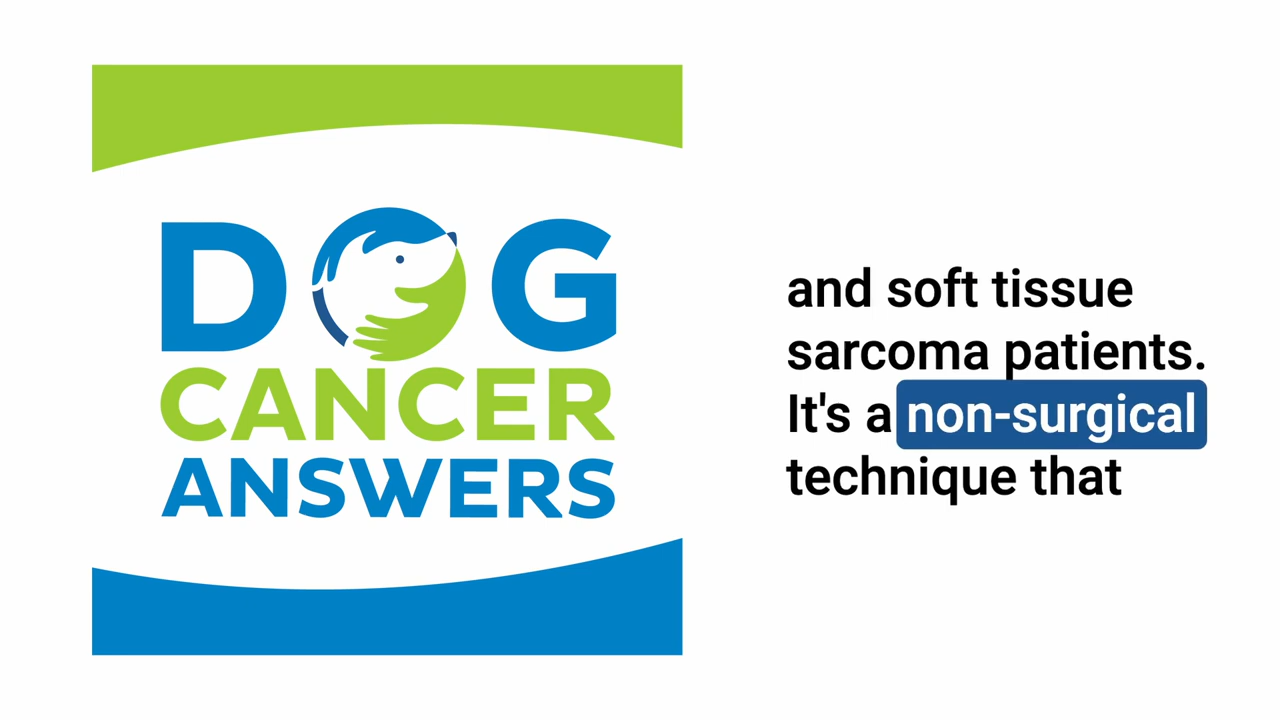 DOG
CANCER
ANSWERS
and soft tissue
sarcoma patients.
It's a non-surgical
technique that